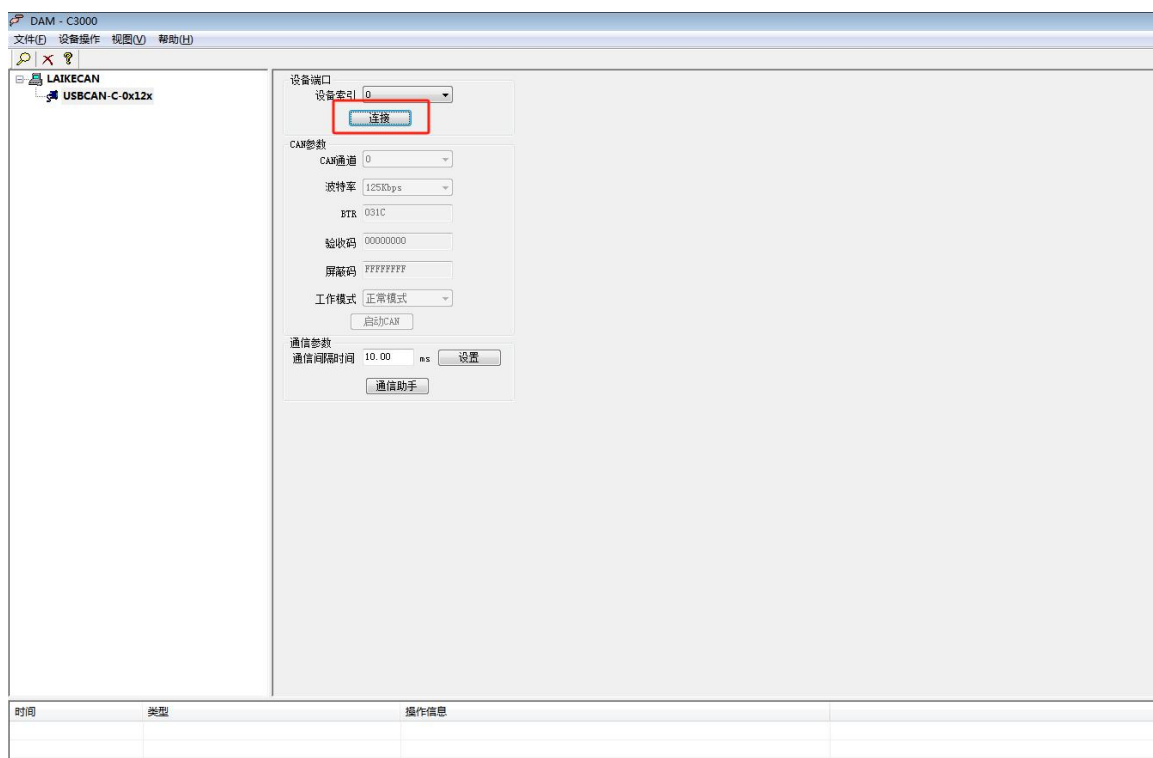 DAM - C3000
文件(F) 设备操作 视图(V) 帮助(H)
LAIKECAN
USBCAN-C-0x12x
设备端口
设备索引 0
连接
CAN参数
CAN通道 0
波特率 125Kbps
BTR 031C
验收码 00000000
屏蔽码 FFFFFFFF
工作模式 正常模式
启动CAN
通信参数
通信间隔时间 10.00 ms 设置
通信助手
时间 类型 操作信息